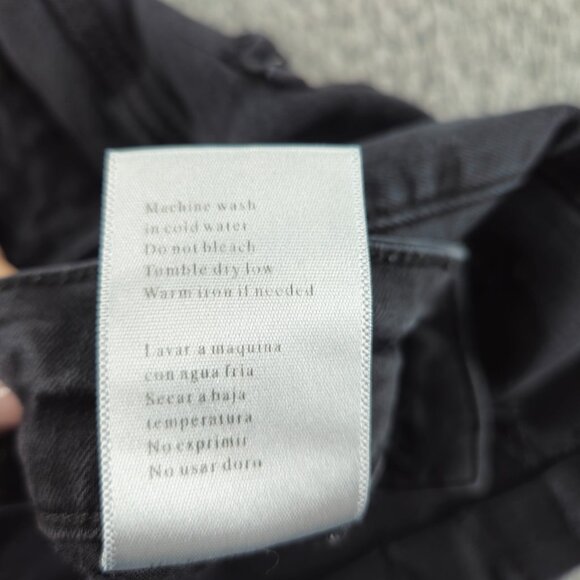 Machine wash
in cold water
Do not bleach
Tumble dry low
Warm iron if needed
Lavar a maquina
con agua fria
Secar a baja
temperatura
No exprimir
No usar doro